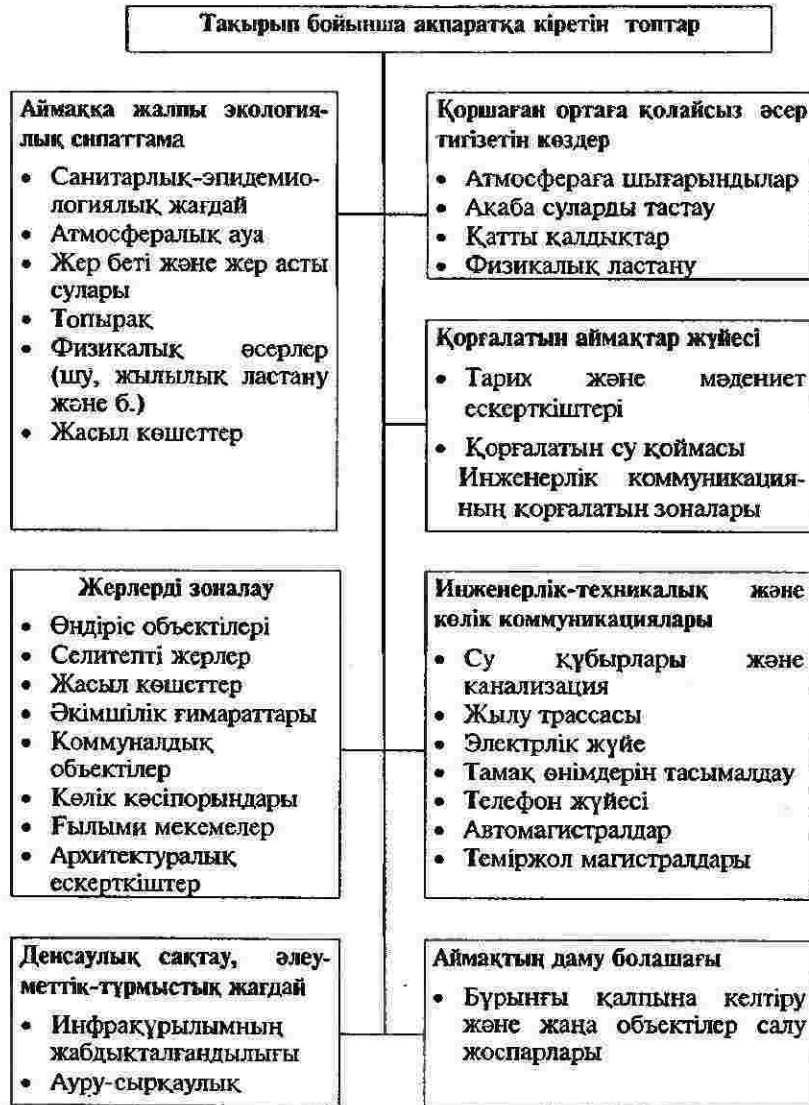 Тақырып бойынша ақпаратқа кіретін топтар
Аймаққа жалпы экология-
лық сипаттама
• Санитарлық-эпидемио-
логиялық жағдай
• Атмосфералық ауа
• Жер беті және жер асты
сулары
• Топырақ
• Физикалық әсерлер
(шу, жылылық ластану
және б.)
• Жасыл көшеттер
Қоршаған ортаға қолайсыз әсер
тигізетін көздер
• Атмосфераға шығарындылар
• Ақаба суларды тастау
• Қатты қалдықтар
• Физикалық ластану
Қорғалатын аймақтар жүйесі
• Тарих және мәдениет
ескерткіштері
• Қорғалатын су қоймасы
Инженерлік коммуникация-
ның қорғалатын зоналары
Жерлерді зоналау
• Өндіріс объектілері
• Селитепті жерлер
• Жасыл көшеттер
• Әкімшілік ғимараттары
• Коммуналдық
объектілер
• Көлік кәсіпорындары
• Ғылыми мекемелер
• Архитектуралық
ескерткіштер
Инженерлік-техникалық және
көлік коммуникациялары
• Су құбырлары және
канализация
• Жылу трассасы
• Электрлік жүйе
• Тамақ өнімдерін тасымалдау
• Телефон жүйесі
• Автомагистралдар
• Теміржол магистралдары
Денсаулық сақтау, әлеу-
меттік-тұрмыстық жағдай
• Инфрақұрылымның
жабдықталғандылығы
• Ауру-сырқаулық
Аймақтың даму болашағы
• Бұрынғы қалпына келтіру
және жаңа объектілер салу
жоспарлары